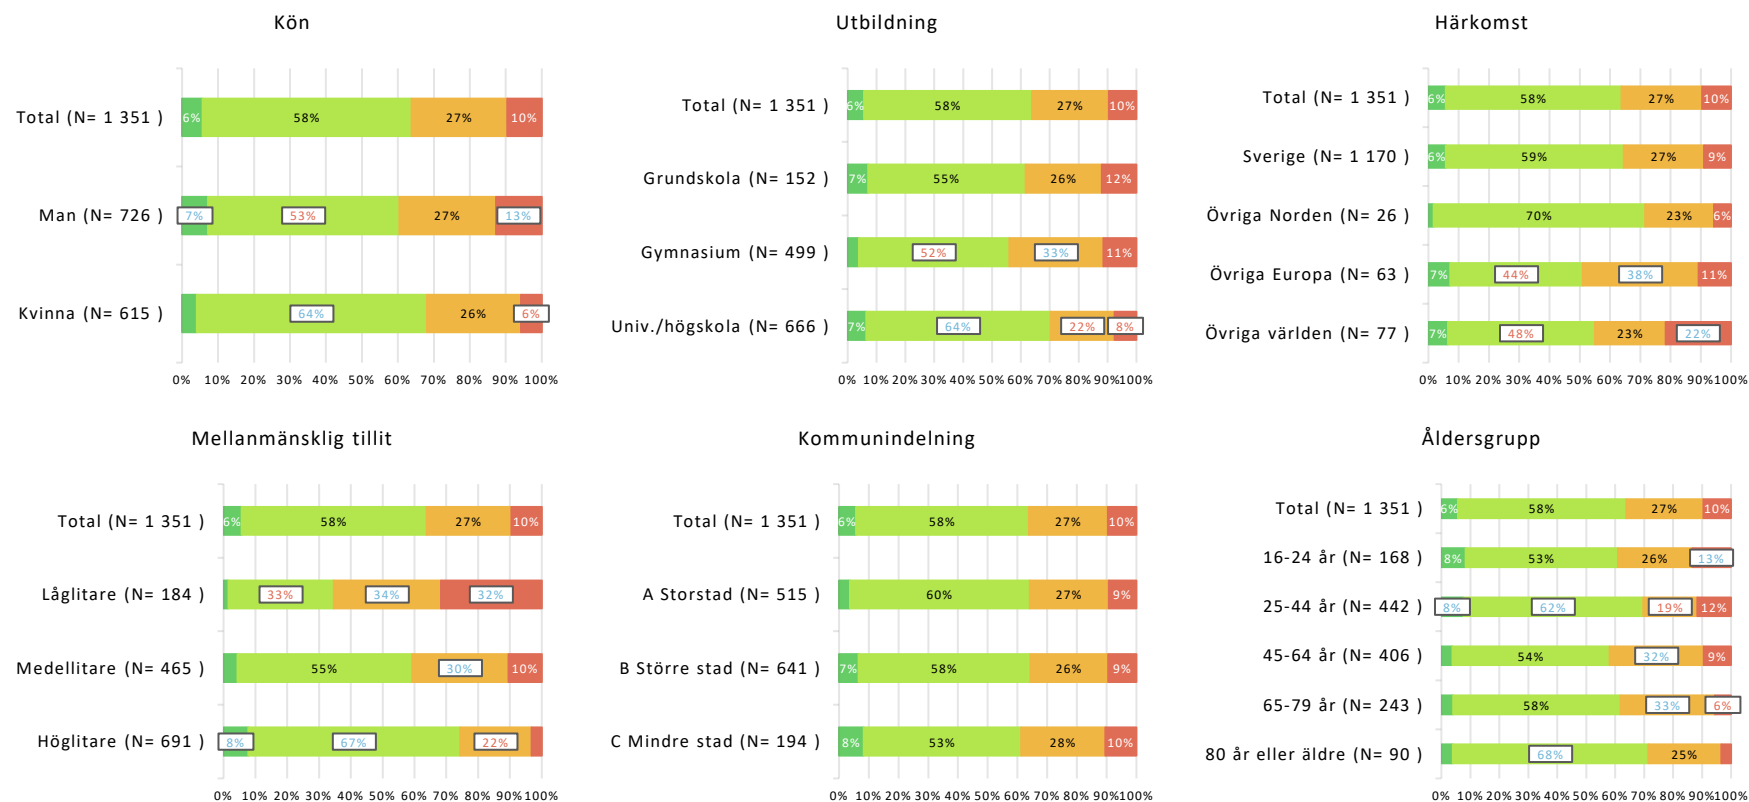 Kön
Total (N= 1 351 ) 6% 58% 27% 10%
Man (N= 726 ) 7% 53% 27% 13%
Kvinna (N= 615 ) 64% 26% 6%
0% 10% 20% 30% 40% 50% 60% 70% 80% 90% 100%
Utbildning
Total (N= 1 351 ) 6% 58% 27% 10%
Grundskola (N= 152 ) 7% 55% 26% 12%
Gymnasium (N= 499 ) 52% 33% 11%
Univ./högskola (N= 666 ) 7% 64% 22% 8%
0% 10% 20% 30% 40% 50% 60% 70% 80% 90% 100%
Härkomst
Total (N= 1 351 ) 6% 58% 27% 10%
Sverige (N= 1 170 ) 6% 59% 27% 9%
Övriga Norden (N= 26 ) 70% 23% 6%
Övriga Europa (N= 63 ) 7% 44% 38% 11%
Övriga världen (N= 77 ) 7% 48% 23% 22%
0% 10% 20% 30% 40% 50% 60% 70% 80% 90% 100%
Mellanmänsklig tillit
Total (N= 1 351 ) 6% 58% 27% 10%
Låglitare (N= 184 ) 33% 34% 32%
Medellitare (N= 465 ) 55% 30% 10%
Höglitare (N= 691 ) 8% 67% 22%
0% 10% 20% 30% 40% 50% 60% 70% 80% 90% 100%
Kommunindelning
Total (N= 1 351 ) 6% 58% 27% 10%
A Storstad (N= 515 ) 60% 27% 9%
B Större stad (N= 641 ) 7% 58% 26% 9%
C Mindre stad (N= 194 ) 8% 53% 28% 10%
0% 10% 20% 30% 40% 50% 60% 70% 80% 90% 100%
Åldersgrupp
Total (N= 1 351 ) 6% 58% 27% 10%
16-24 år (N= 168 ) 8% 53% 26% 13%
25-44 år (N= 442 ) 8% 62% 19% 12%
45-64 år (N= 406 ) 54% 32% 9%
65-79 år (N= 243 ) 58% 33% 6%
80 år eller äldre (N= 90 ) 68% 25%
0% 10% 20% 30% 40% 50% 60% 70% 80% 90% 100%